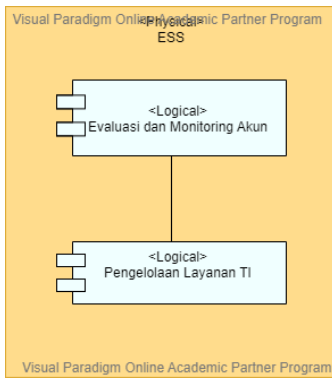 Visual Paradigm Online Academic Partner Program
<Physical>
ESS
<Logical>
Evaluasi dan Monitoring Akun
<Logical>
Pengelolaan Layanan TI
Visual Paradigm Online Academic Partner Program